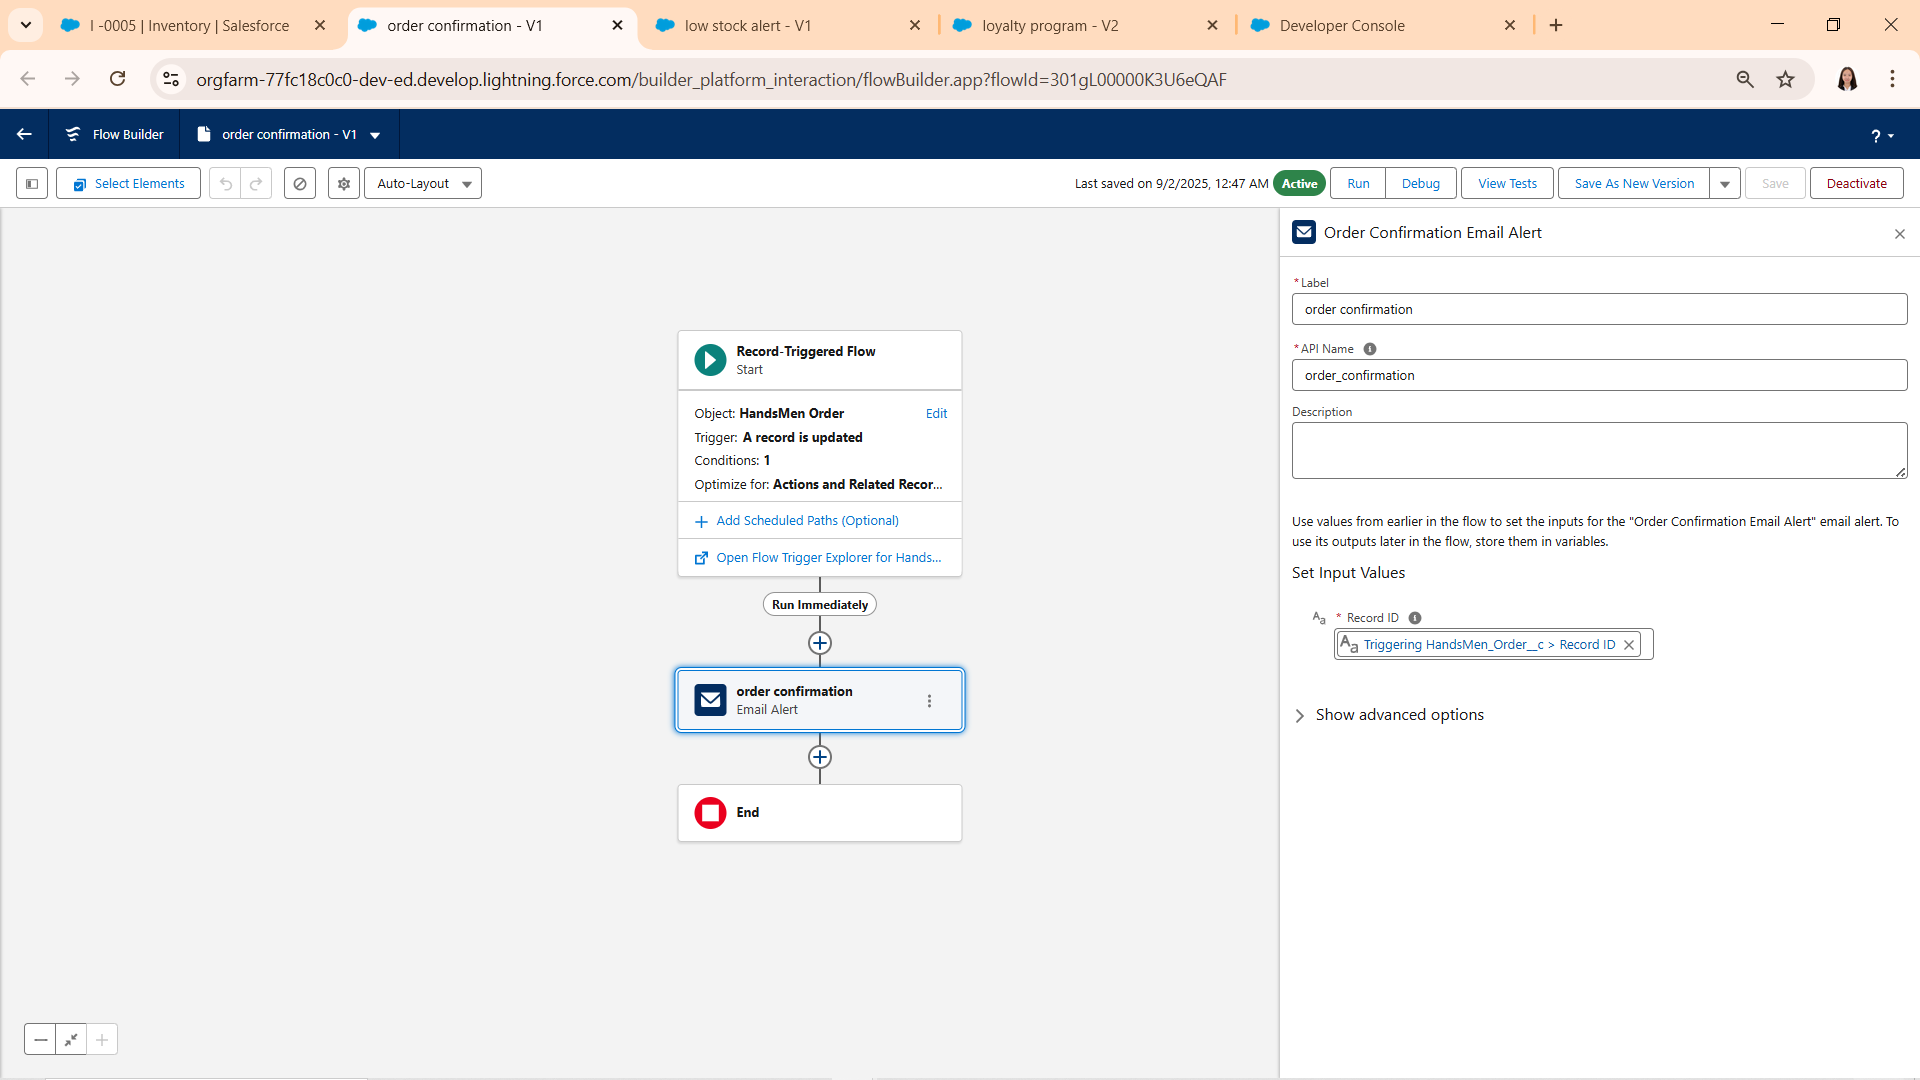 I -0005 | Inventory | Salesforce
order confirmation - V1
low stock alert - V1
loyalty program - V2
Developer Console
orgfarm-77fc18c0c0-dev-ed.develop.lightning.force.com/builder_platform_interaction/flowBuilder.app?flowId=301gL00000K3U6eQAF
Flow Builder
order confirmation - V1
?
Select Elements
Auto-Layout
Last saved on 9/2/2025, 12:47 AM
Active
Run
Debug
View Tests
Save As New Version
Save
Deactivate
Record-Triggered Flow
Start
Object: HandsMen Order
Edit
Trigger: A record is updated
Conditions: 1
Optimize for: Actions and Related Recor...
Add Scheduled Paths (Optional)
Open Flow Trigger Explorer for Hands...
Run Immediately
order confirmation
Email Alert
End
Order Confirmation Email Alert
* Label
order confirmation
* API Name
order_confirmation
Description
Use values from earlier in the flow to set the inputs for the "Order Confirmation Email Alert" email alert. To
use its outputs later in the flow, store them in variables.
Set Input Values
Aa * Record ID
Aa Triggering HandsMen_Order__c > Record ID
Show advanced options